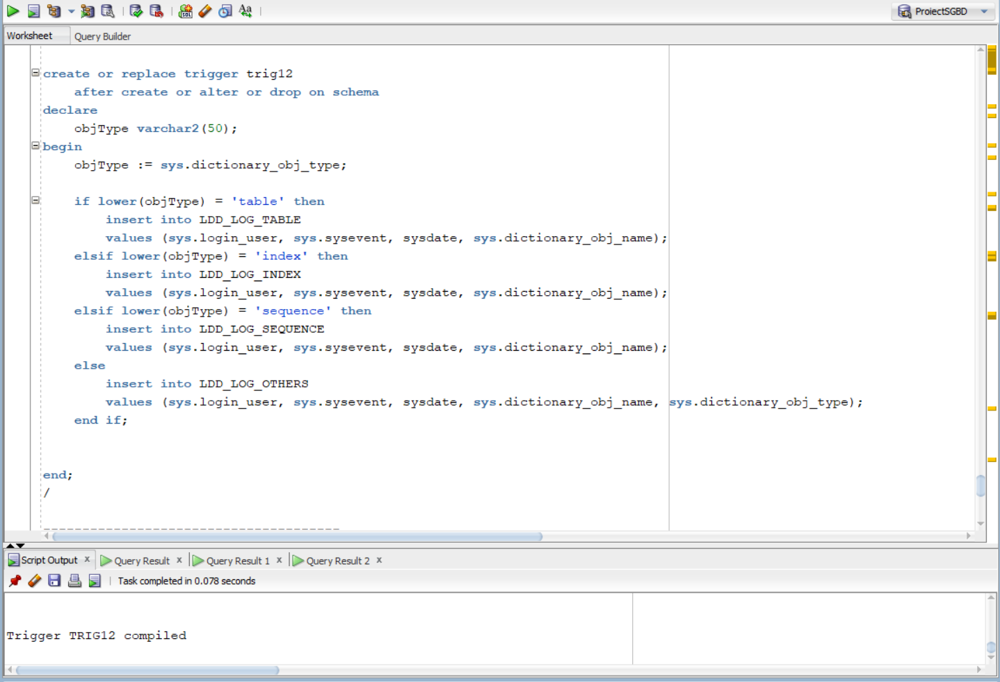 SQL
Aa
ProiectSGBD
Worksheet
Query Builder
create or replace trigger trig12
    after create or alter or drop on schema
declare
    objType varchar2(50);
begin
    objType := sys.dictionary_obj_type;
    if lower(objType) = 'table' then
        insert into LDD_LOG_TABLE
        values (sys.login_user, sys.sysevent, sysdate, sys.dictionary_obj_name);
    elsif lower(objType) = 'index' then
        insert into LDD_LOG_INDEX
        values (sys.login_user, sys.sysevent, sysdate, sys.dictionary_obj_name);
    elsif lower(objType) = 'sequence' then
        insert into LDD_LOG_SEQUENCE
        values (sys.login_user, sys.sysevent, sysdate, sys.dictionary_obj_name);
    else
        insert into LDD_LOG_OTHERS
        values (sys.login_user, sys.sysevent, sysdate, sys.dictionary_obj_name, sys.dictionary_obj_type);
    end if;
end;
/
--------------------------------------
Script Output x
Query Result x
Query Result 1 x
Query Result 2 x
Task completed in 0.078 seconds
Trigger TRIG12 compiled